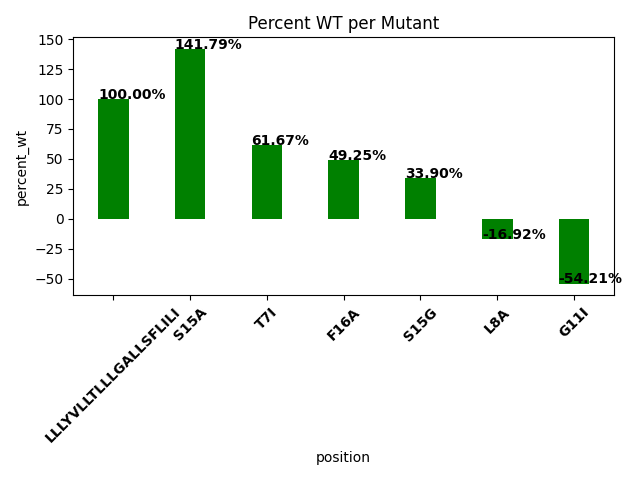 Percent WT per Mutant
percent_wt
150
125
100
75
50
25
0
−25
−50
100.00%
141.79%
61.67%
49.25%
33.90%
-16.92%
-54.21%
LLLYVLLTLLLGALLSFLILI
S15A
T7I
F16A
S15G
L8A
G11I
position